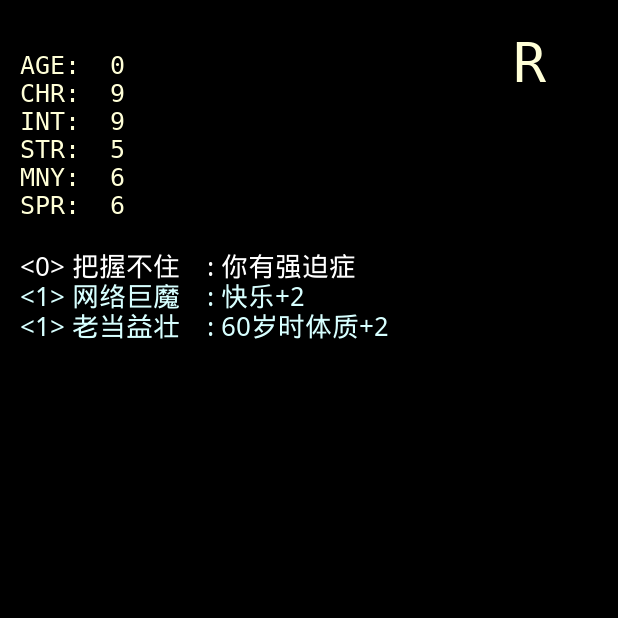 R
AGE: 0
CHR: 9
INT: 9
STR: 5
MNY: 6
SPR: 6
<0> 把握不住 : 你有强迫症
<1> 网络巨魔 : 快乐+2
<1> 老当益壮 : 60岁时体质+2